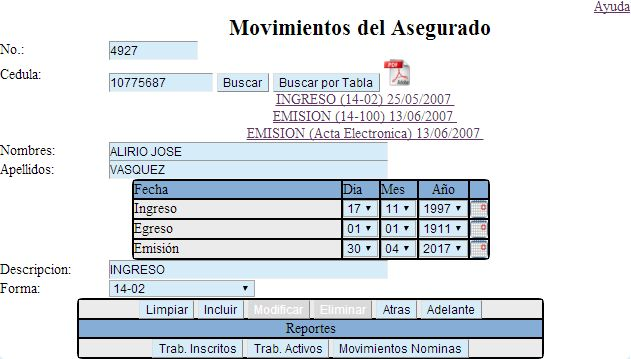 Ayuda
Movimientos del Asegurado
No.: 4927
Cedula: 10775687 Buscar Buscar por Tabla PDF Adobe
INGRESO (14-02) 25/05/2007
EMISION (14-100) 13/06/2007
EMISION (Acta Electronica) 13/06/2007
Nombres: ALIRIO JOSE
Apellidos: VASQUEZ
Fecha Dia Mes Año
Ingreso 17 11 1997
Egreso 01 01 1911
Emisión 30 04 2017
Descripcion: INGRESO
Forma: 14-02
Limpiar Incluir Modificar Eliminar Atras Adelante
Reportes
Trab. Inscritos Trab. Activos Movimientos Nominas